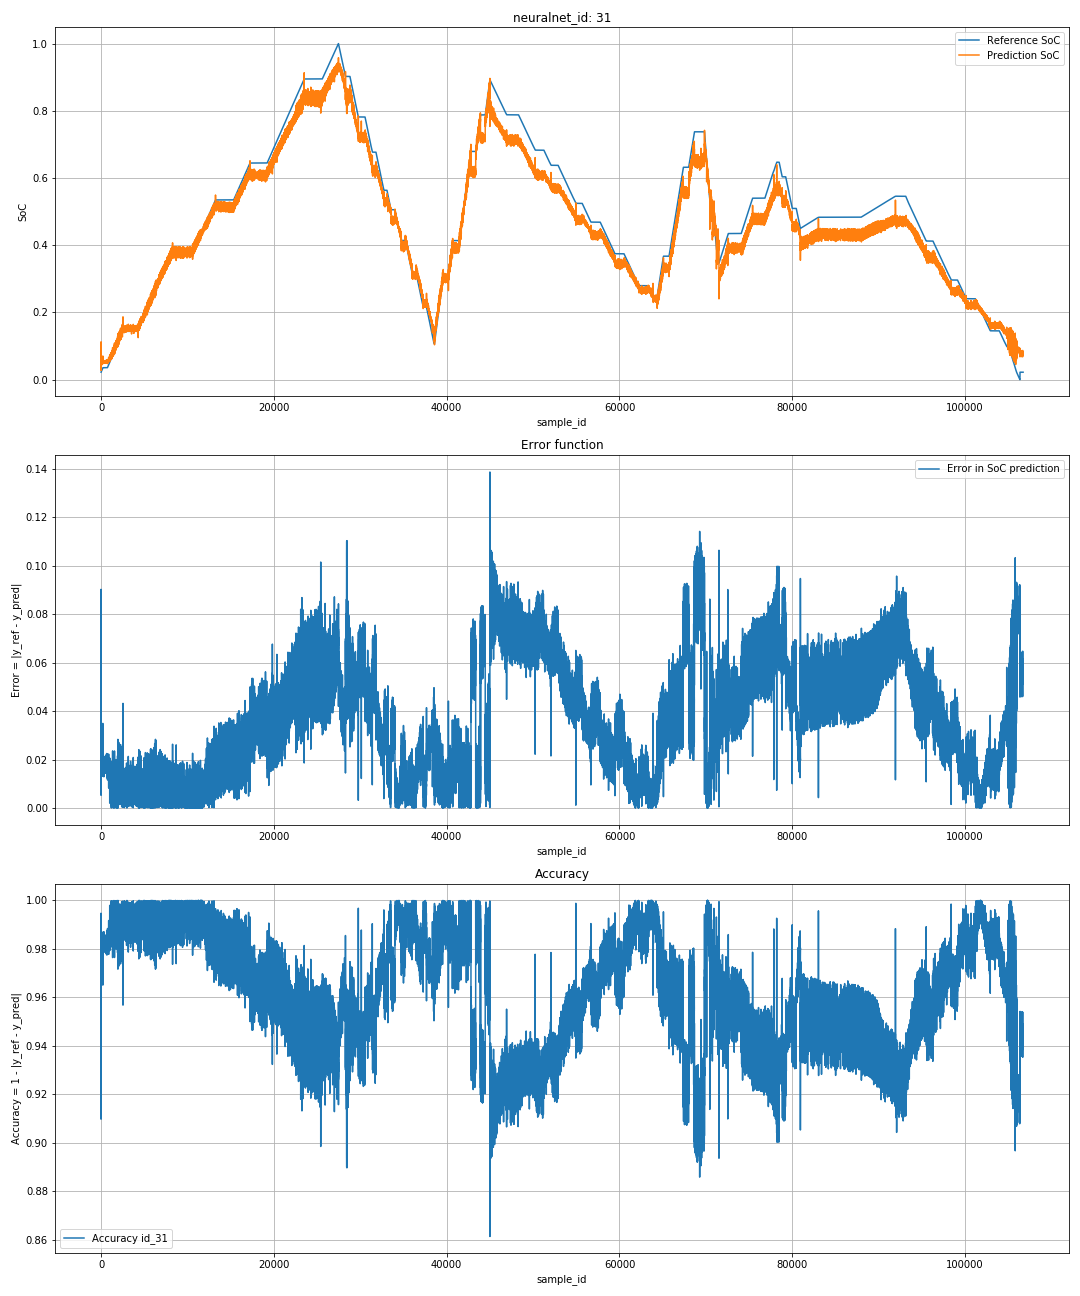 neuralnet_id: 31
Reference SoC
Prediction SoC
1.0
0.8
0.6
0.4
0.2
0.0
SoC
0 20000 40000 60000 80000 100000
sample_id
Error function
Error in SoC prediction
0.14
0.12
0.10
0.08
0.06
0.04
0.02
0.00
Error = |y_ref - y_pred|
0 20000 40000 60000 80000 100000
sample_id
Accuracy
1.00
0.98
0.96
0.94
0.92
0.90
0.88
0.86
Accuracy = 1 - |y_ref - y_pred|
Accuracy id_31
0 20000 40000 60000 80000 100000
sample_id